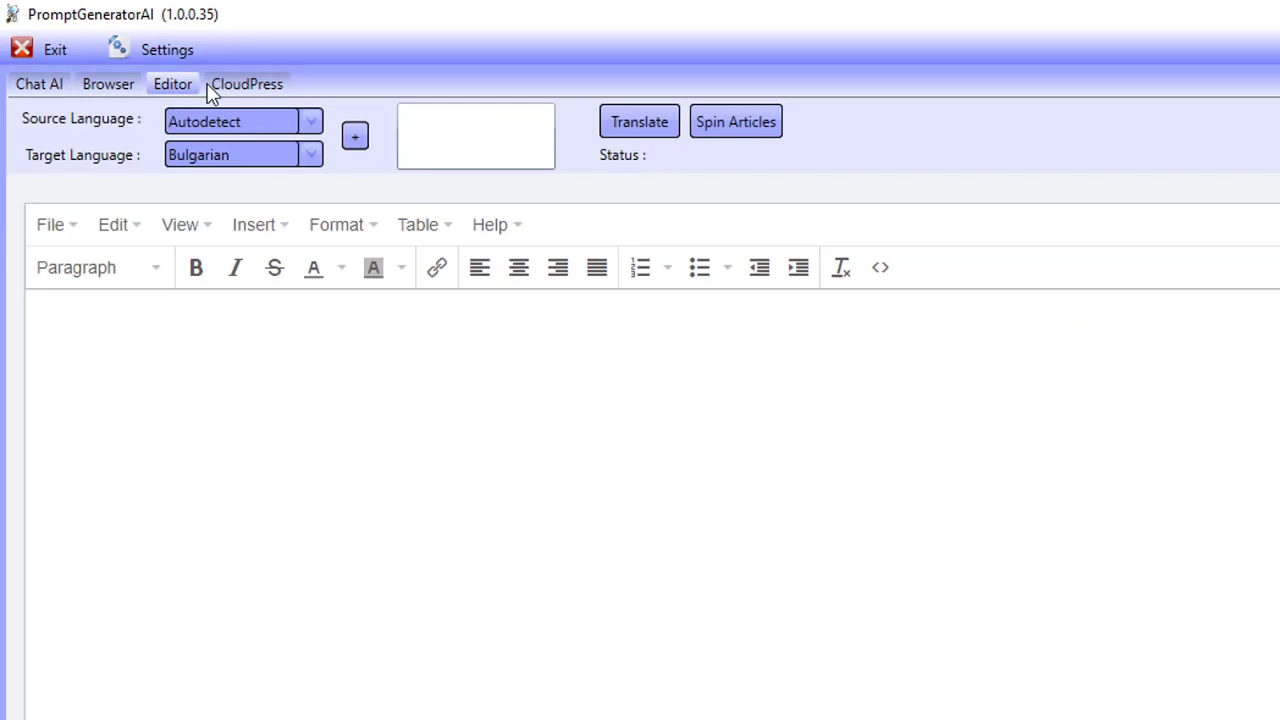 PromptGeneratorAI (1.0.0.35)
Exit Settings
Chat AI Browser Editor CloudPress
Source Language : Autodetect + Translate Spin Articles
Target Language : Bulgarian Status :
File Edit View Insert Format Table Help
Paragraph B I S A A